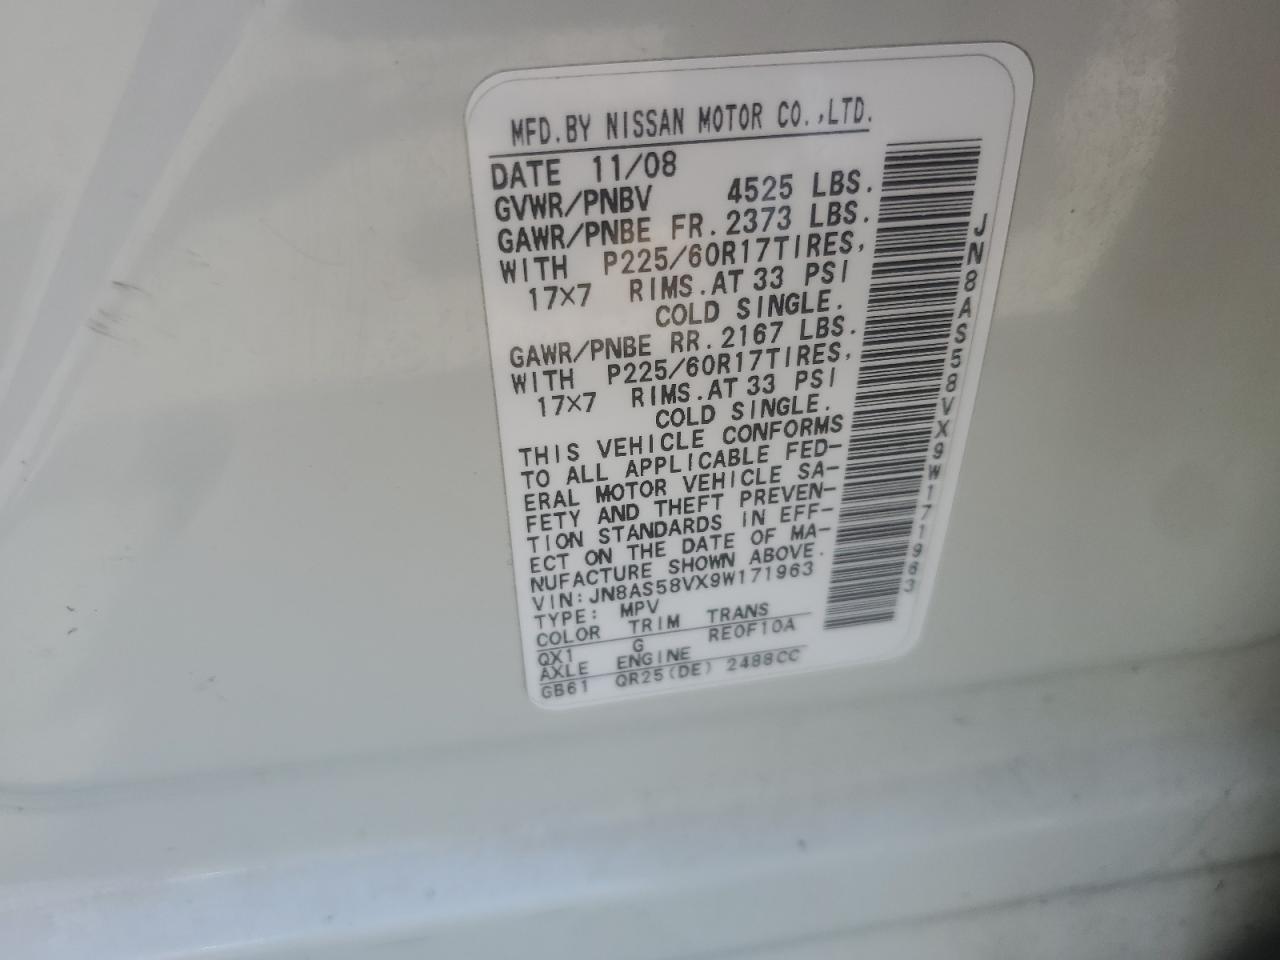 MFD.BY NISSAN MOTOR CO.,LTD.
DATE 11/08
GVWR/PNBV 4525 LBS.
GAWR/PNBE FR.2373 LBS.
WITH P225/60R17TIRES,
17×7 RIMS.AT 33 PSI
COLD SINGLE.
GAWR/PNBE RR.2167 LBS.
WITH P225/60R17TIRES,
17×7 RIMS.AT 33 PSI
COLD SINGLE.
THIS VEHICLE CONFORMS
TO ALL APPLICABLE FED-
ERAL MOTOR VEHICLE SA-
FETY AND THEFT PREVEN-
TION STANDARDS IN EFF-
ECT ON THE DATE OF MA-
NUFACTURE SHOWN ABOVE.
VIN:JN8AS58VX9W171963
TYPE: MPV
COLOR TRIM TRANS
QX1 G RE0F10A
AXLE ENGINE
GB61 QR25(DE) 2488CC
JN8AS58VX9W171963